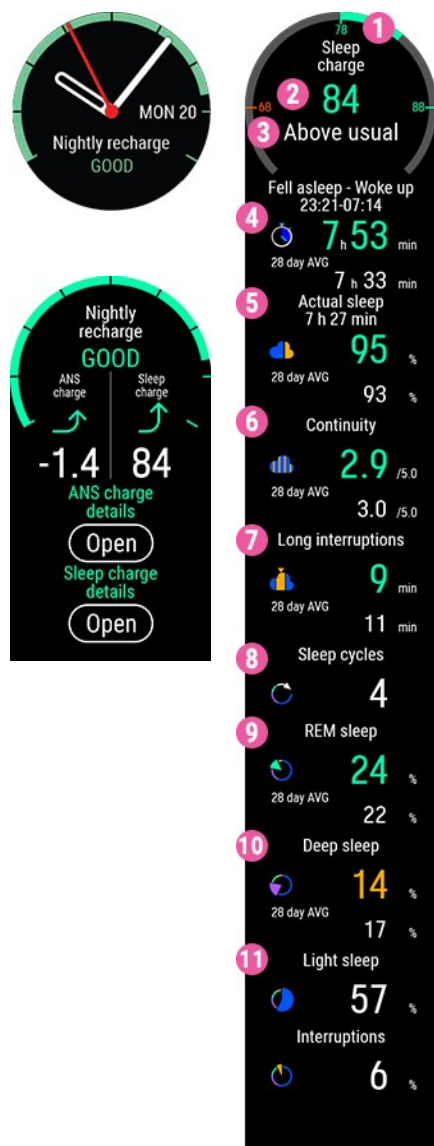 MON 20
Nightly recharge
GOOD
Nightly
recharge
GOOD
ANS
charge
Sleep
charge
-1.4
84
ANS charge
details
Open
Sleep charge
details
Open
1
78
Sleep
charge
2
84
68
88
3
Above usual
Fell asleep - Woke up
23:21-07:14
4
7 h 53 min
28 day AVG
7 h 33 min
5
Actual sleep
7 h 27 min
95 %
28 day AVG
93 %
6
Continuity
2.9 /5.0
28 day AVG
3.0 /5.0
7
Long interruptions
9 min
28 day AVG
11 min
8
Sleep cycles
4
9
REM sleep
24 %
28 day AVG
22 %
10
Deep sleep
14 %
28 day AVG
17 %
11
Light sleep
57 %
Interruptions
6 %